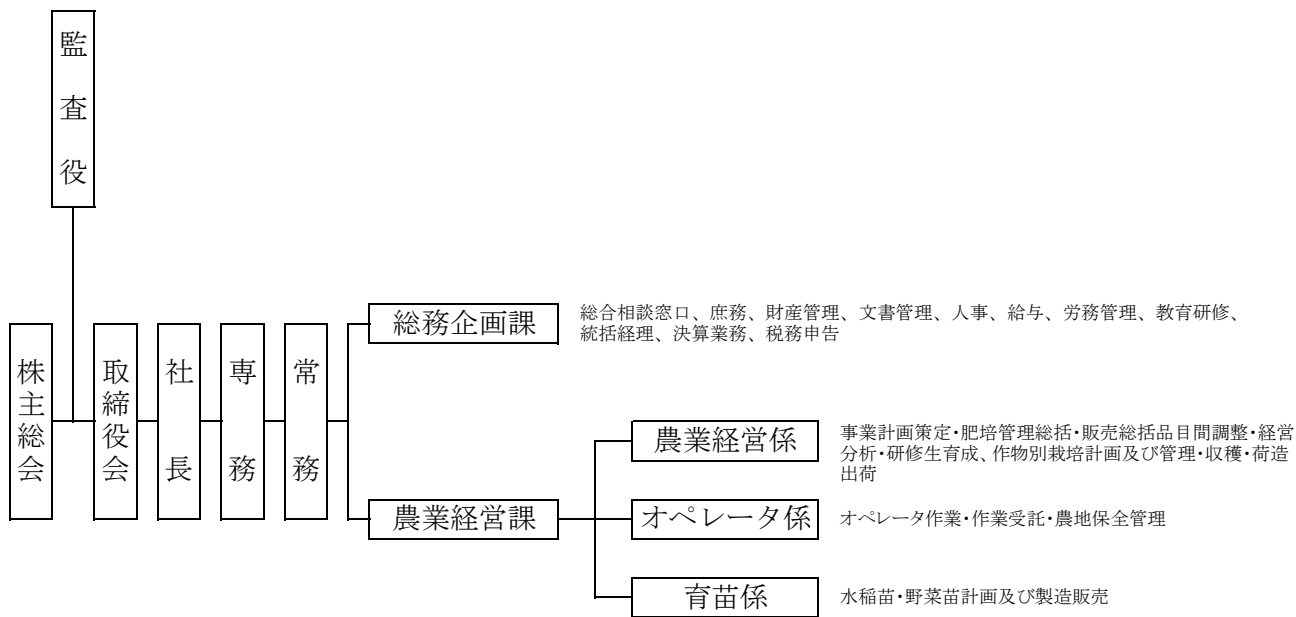 監査役
株主総会
取締役会
社長
専務
常務
総務企画課
総合相談窓口、庶務、財産管理、文書管理、人事、給与、労務管理、教育研修、
統括経理、決算業務、税務申告
農業経営課
農業経営係
事業計画策定・肥培管理総括・販売総括品目間調整・経営
分析・研修生育成、作物別栽培計画及び管理・収穫・荷造
出荷
オペレータ係
オペレータ作業・作業受託・農地保全管理
育苗係
水稲苗・野菜苗計画及び製造販売